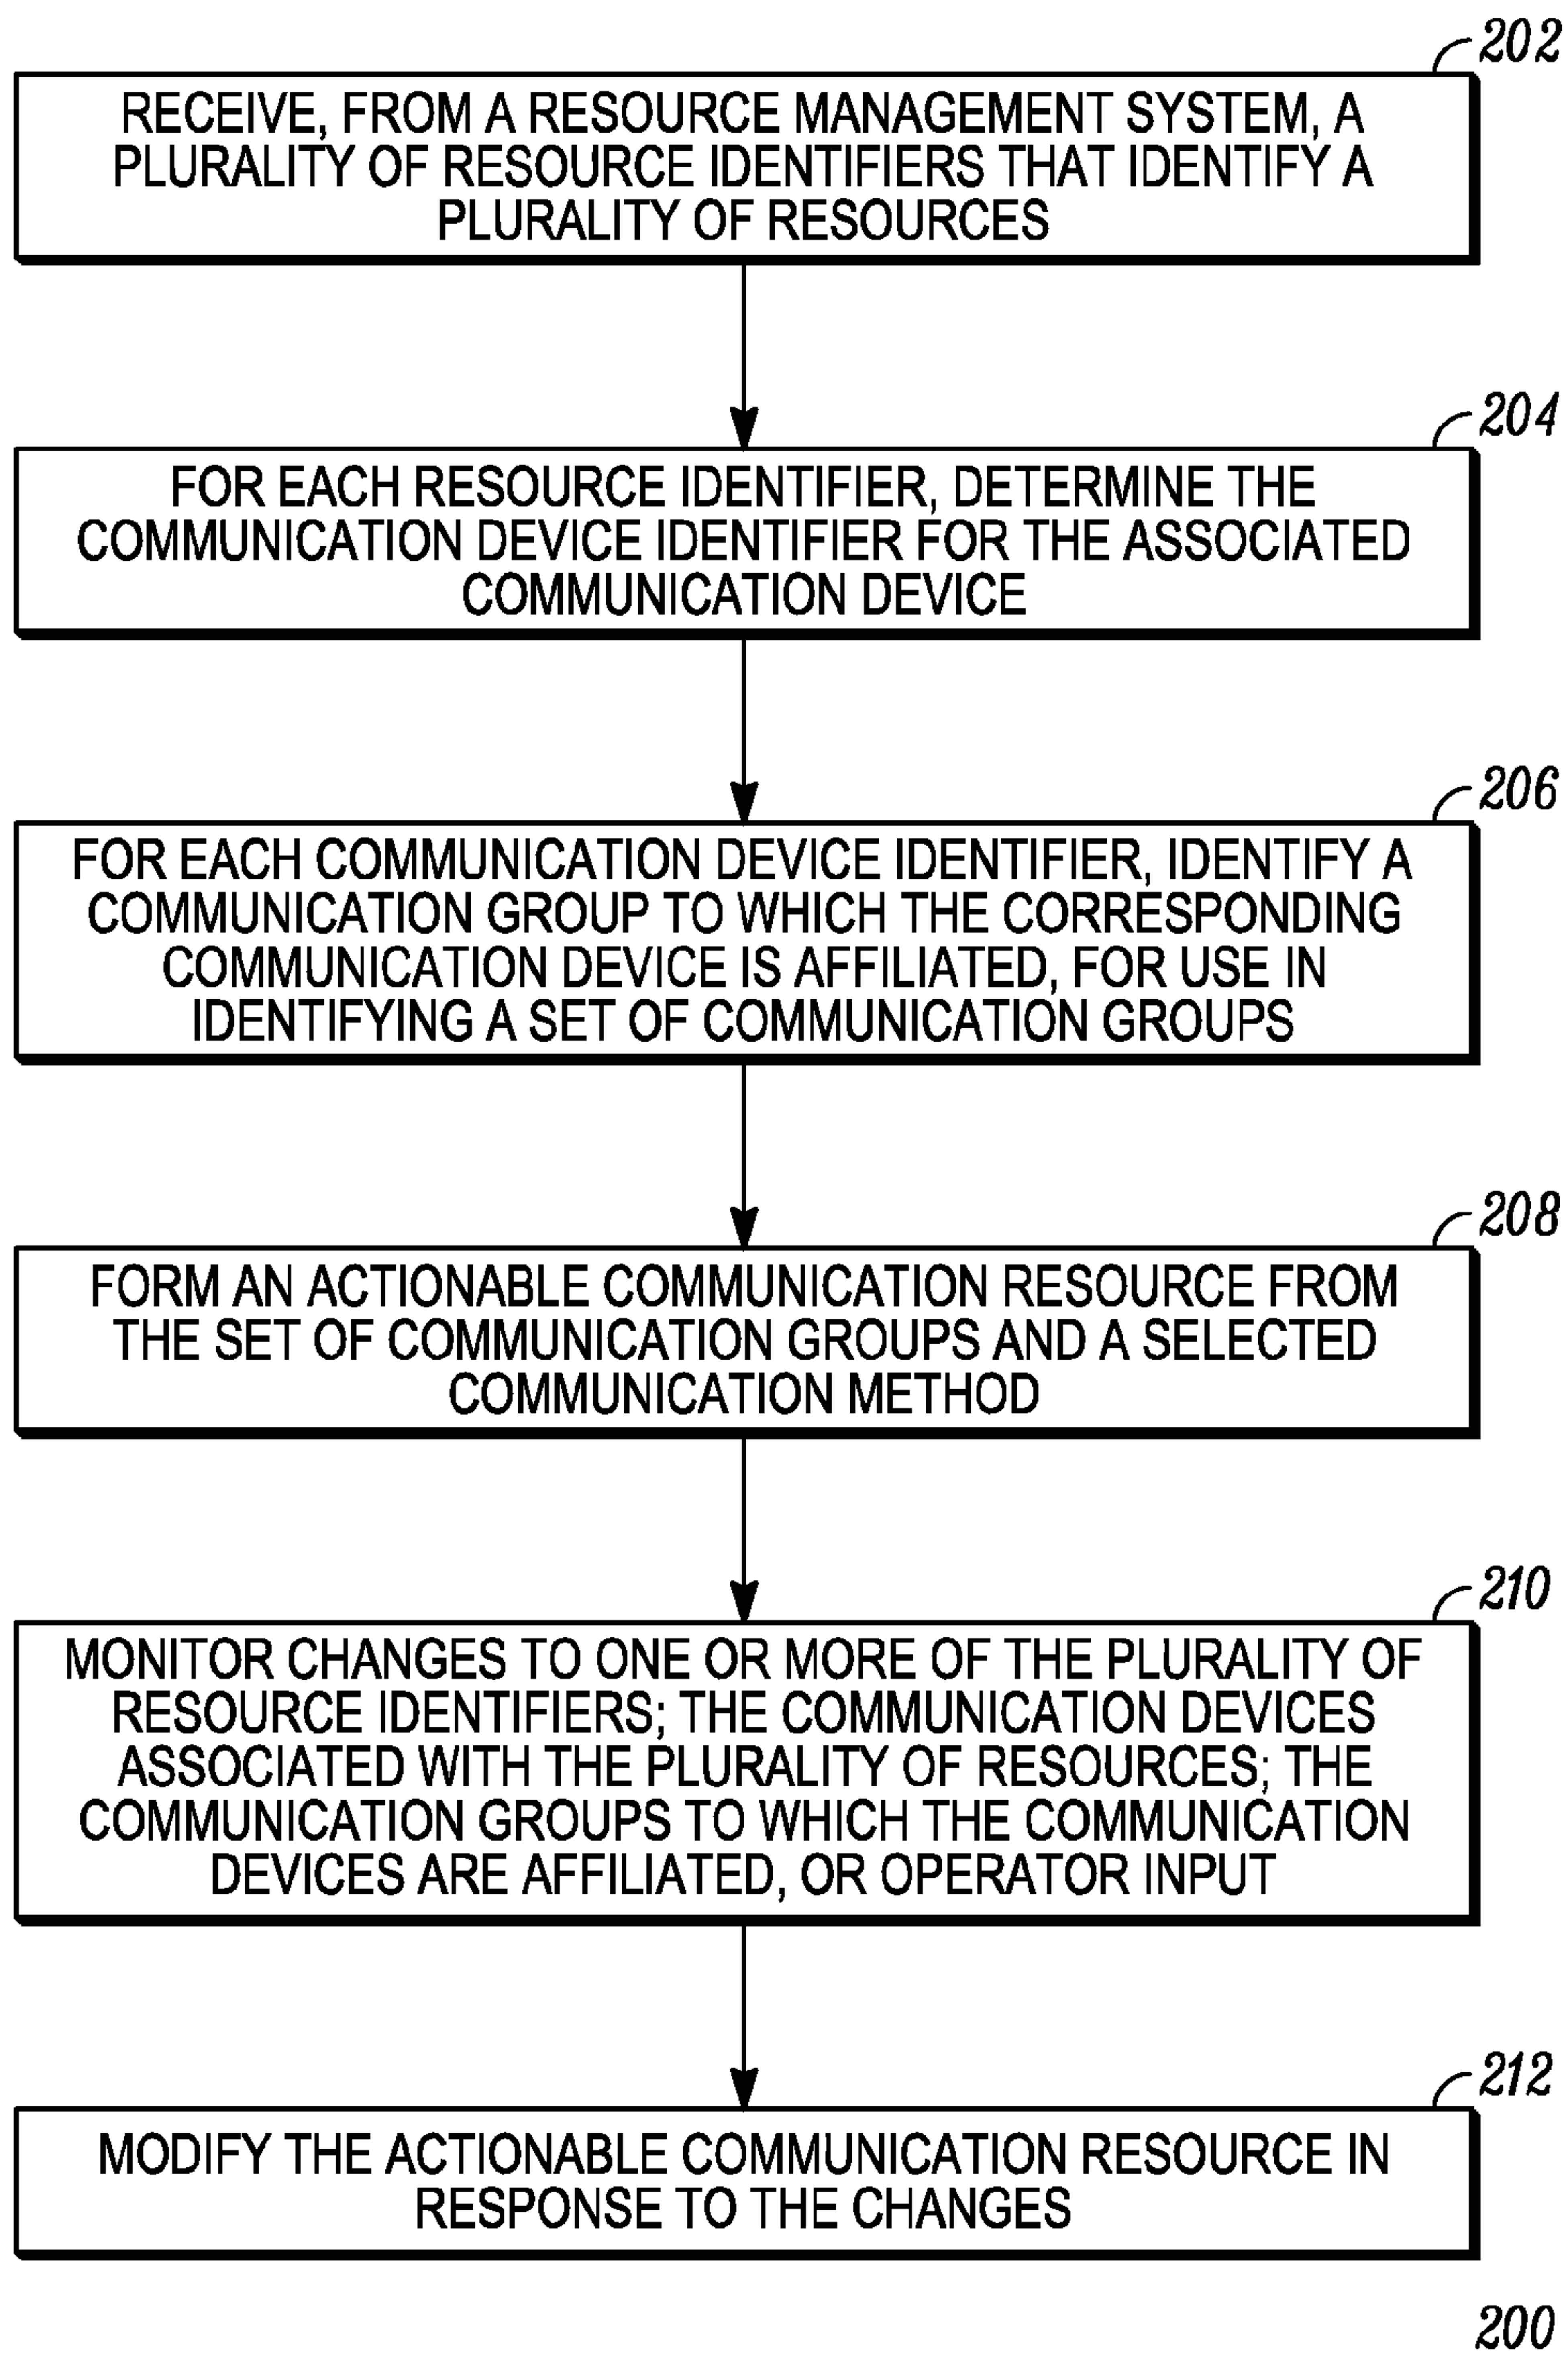 202
RECEIVE, FROM A RESOURCE MANAGEMENT SYSTEM, A
PLURALITY OF RESOURCE IDENTIFIERS THAT IDENTIFY A
PLURALITY OF RESOURCES
204
FOR EACH RESOURCE IDENTIFIER, DETERMINE THE
COMMUNICATION DEVICE IDENTIFIER FOR THE ASSOCIATED
COMMUNICATION DEVICE
206
FOR EACH COMMUNICATION DEVICE IDENTIFIER, IDENTIFY A
COMMUNICATION GROUP TO WHICH THE CORRESPONDING
COMMUNICATION DEVICE IS AFFILIATED, FOR USE IN
IDENTIFYING A SET OF COMMUNICATION GROUPS
208
FORM AN ACTIONABLE COMMUNICATION RESOURCE FROM
THE SET OF COMMUNICATION GROUPS AND A SELECTED
COMMUNICATION METHOD
210
MONITOR CHANGES TO ONE OR MORE OF THE PLURALITY OF
RESOURCE IDENTIFIERS; THE COMMUNICATION DEVICES
ASSOCIATED WITH THE PLURALITY OF RESOURCES; THE
COMMUNICATION GROUPS TO WHICH THE COMMUNICATION
DEVICES ARE AFFILIATED, OR OPERATOR INPUT
212
MODIFY THE ACTIONABLE COMMUNICATION RESOURCE IN
RESPONSE TO THE CHANGES
200